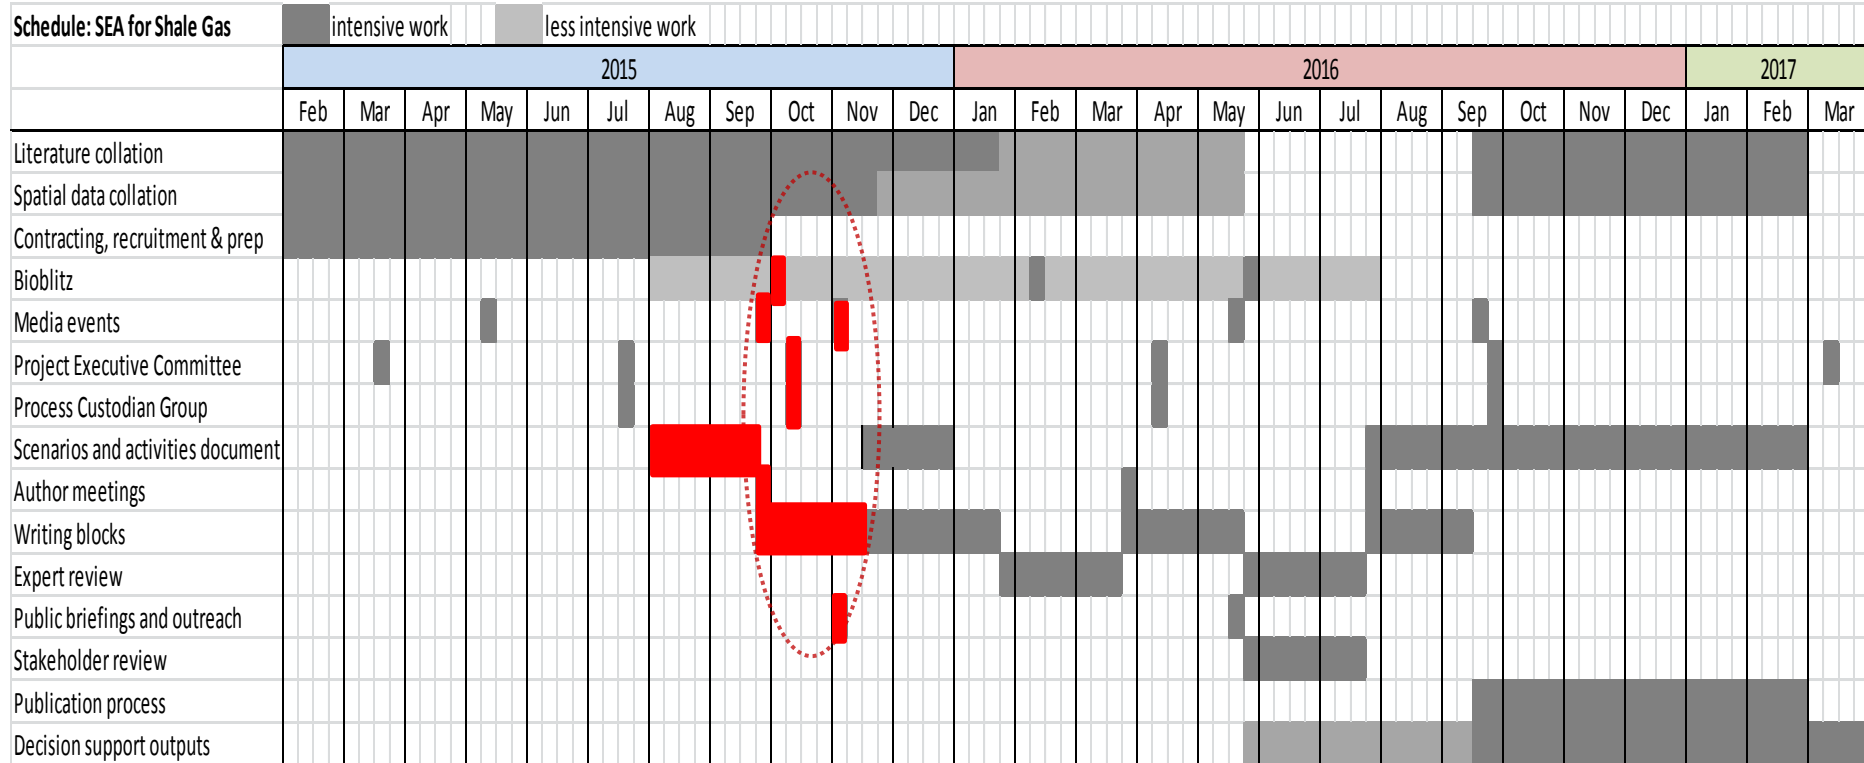 Schedule: SEA for Shale Gas intensive work less intensive work
2015 2016 2017
Feb Mar Apr May Jun Jul Aug Sep Oct Nov Dec Jan Feb Mar Apr May Jun Jul Aug Sep Oct Nov Dec Jan Feb Mar
Literature collation
Spatial data collation
Contracting, recruitment & prep
Bioblitz
Media events
Project Executive Committee
Process Custodian Group
Scenarios and activities document
Author meetings
Writing blocks
Expert review
Public briefings and outreach
Stakeholder review
Publication process
Decision support outputs